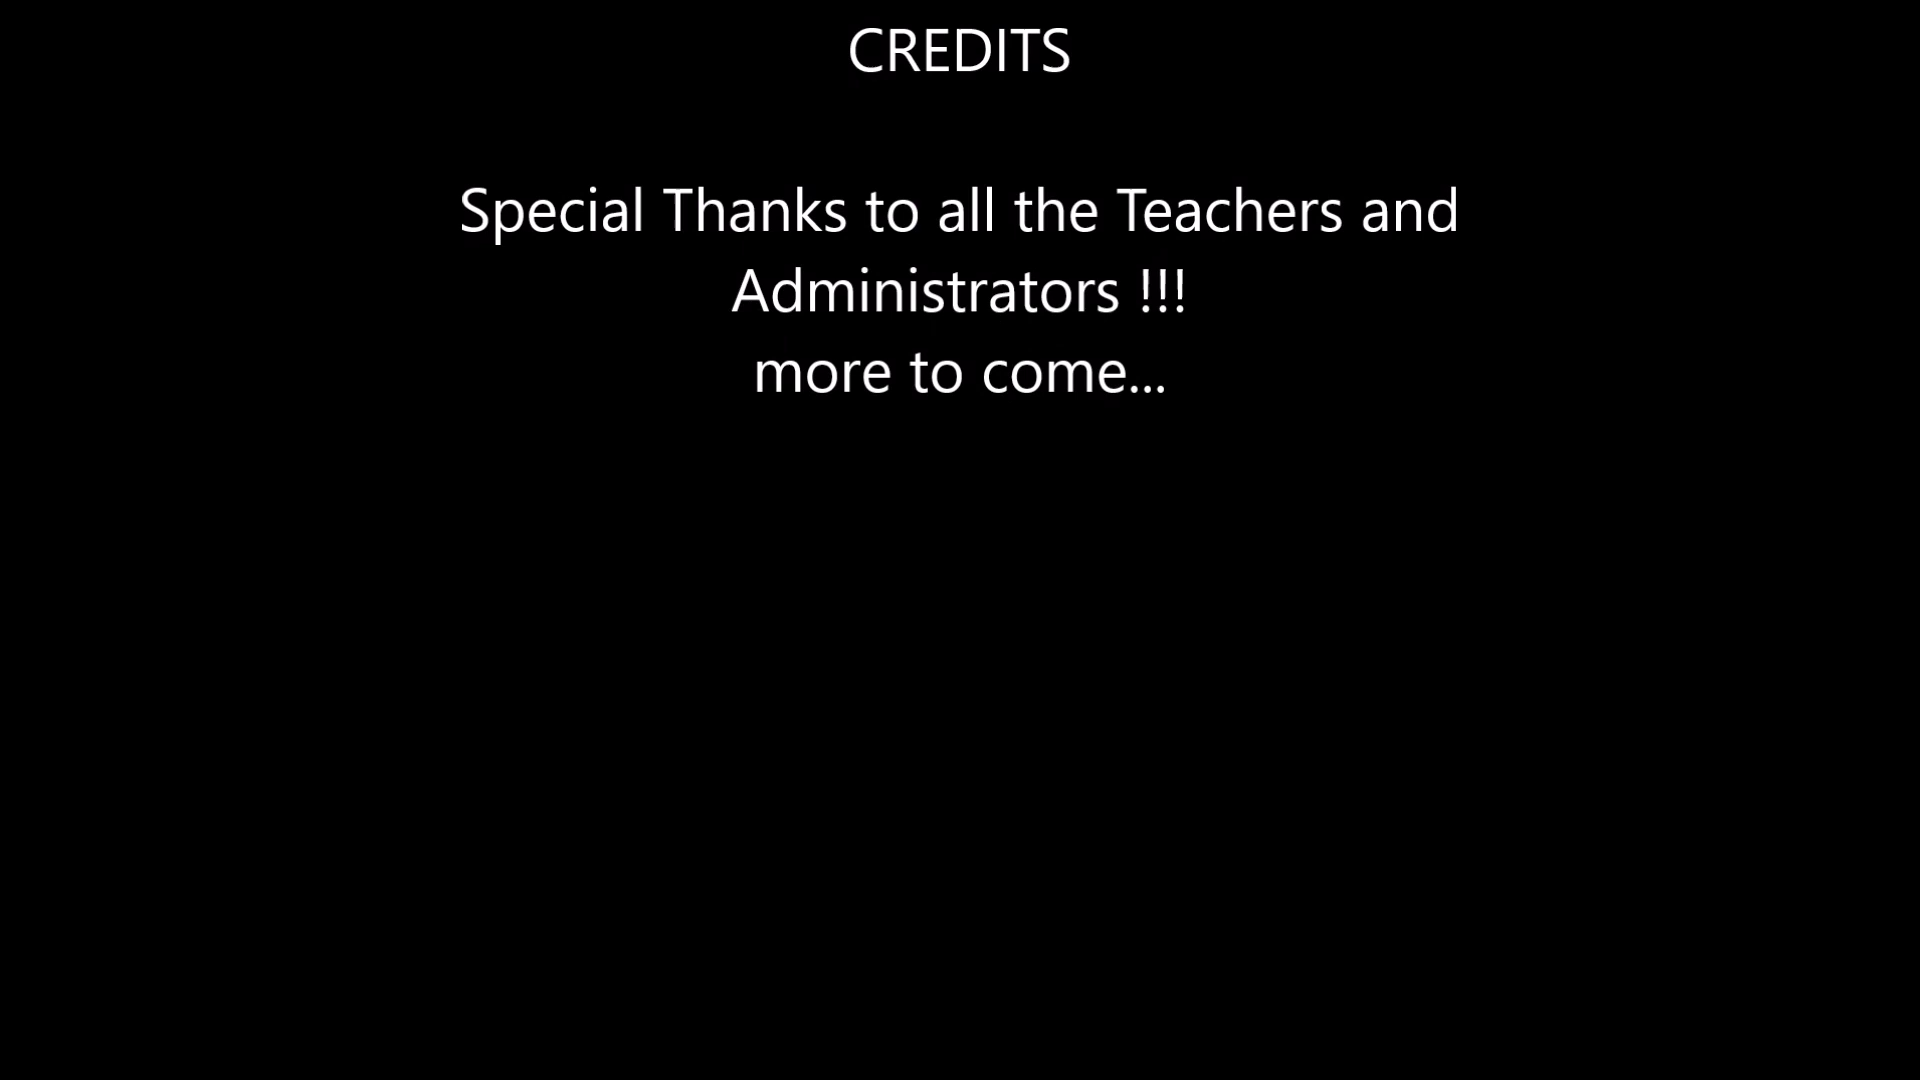 CREDITS
Special Thanks to all the Teachers and
Administrators !!!
more to come...